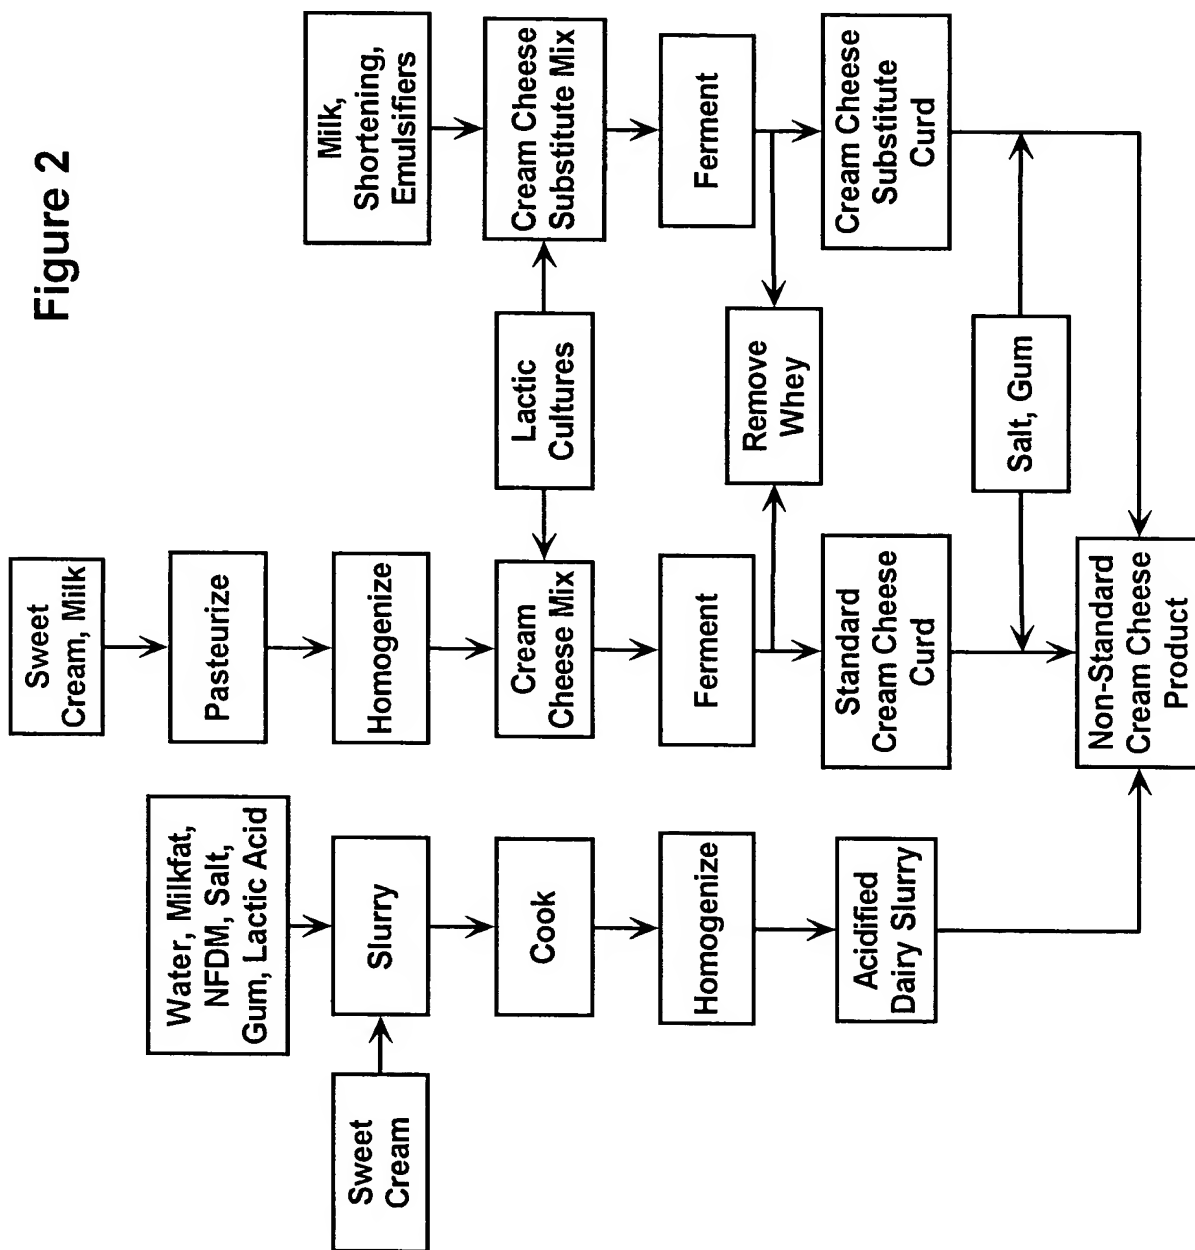 Figure 2
Sweet
Cream, Milk
Water, Milkfat,
NFDM, Salt,
Gum, Lactic Acid
Pasteurize
Milk,
Shortening,
Emulsifiers
Sweet
Cream
Slurry
Homogenize
Cook
Cream
Cheese Mix
Lactic
Cultures
Cream Cheese
Substitute Mix
Homogenize
Ferment
Ferment
Remove
Whey
Acidified
Dairy Slurry
Standard
Cream Cheese
Curd
Cream Cheese
Substitute
Curd
Salt, Gum
Non-Standard
Cream Cheese
Product